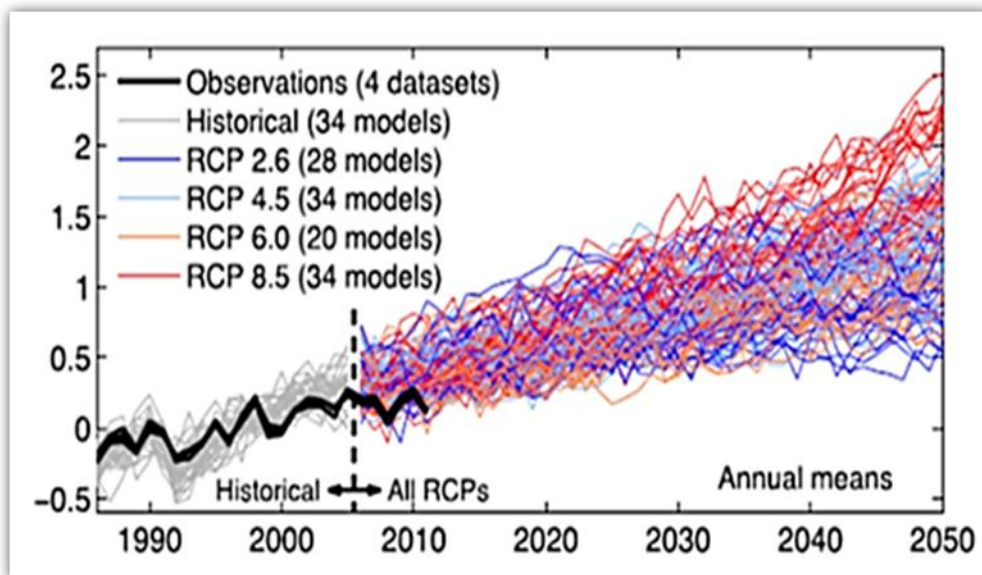 2.5
2
1.5
1
0.5
0
−0.5
Observations (4 datasets)
Historical (34 models)
RCP 2.6 (28 models)
RCP 4.5 (34 models)
RCP 6.0 (20 models)
RCP 8.5 (34 models)
Historical
All RCPs
Annual means
1990 2000 2010 2020 2030 2040 2050